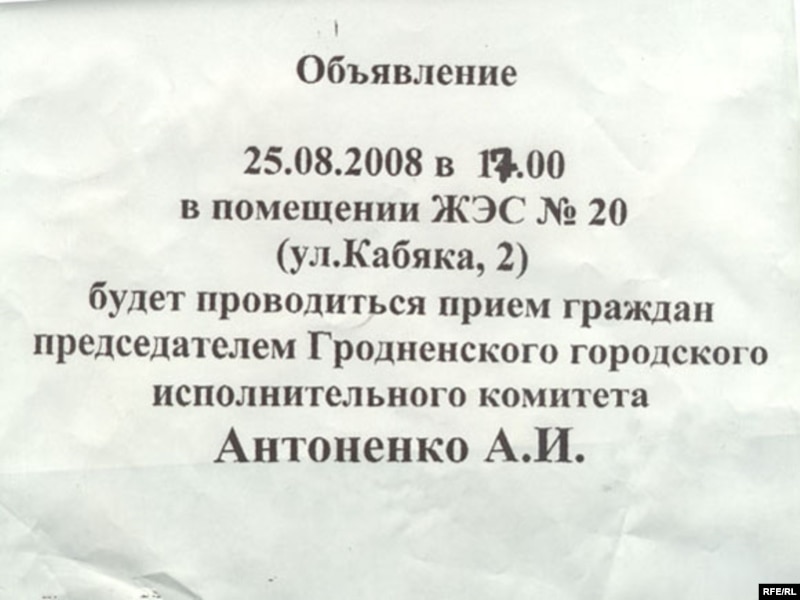 Объявление
25.08.2008 в 17.00
в помещении ЖЭС № 20
(ул.Кабяка, 2)
будет проводиться прием граждан
председателем Гродненского городского
исполнительного комитета
Антоненко А.И.
RFE/RL